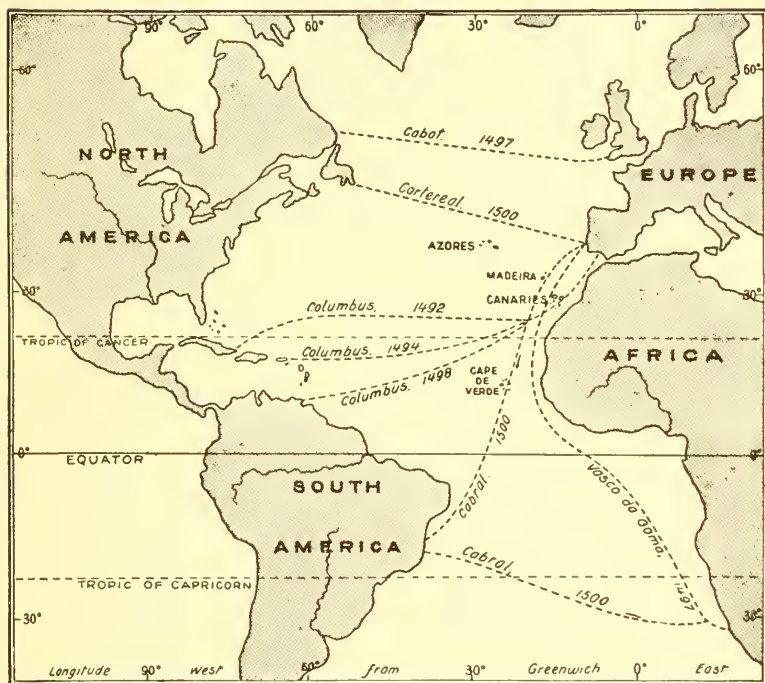 90°
60°
30°
0°
60°
60°
Cabot. 1497
NORTH
EUROPE
Cortereal. 1500
AMERICA
AZORES
MADEIRA
30°
CANARIES
30°
Columbus. 1492
TROPIC OF CANCER
Columbus. 1494
AFRICA
CAPE
DE
VERDE
Columbus. 1498
1500
0°
EQUATOR
0°
Vasco da Gama.
SOUTH
Cabral.
AMERICA
Cabral.
TROPIC OF CAPRICORN
1500
1497
30°
30°
Longitude 90° West 60° from 30° Greenwich 0° East